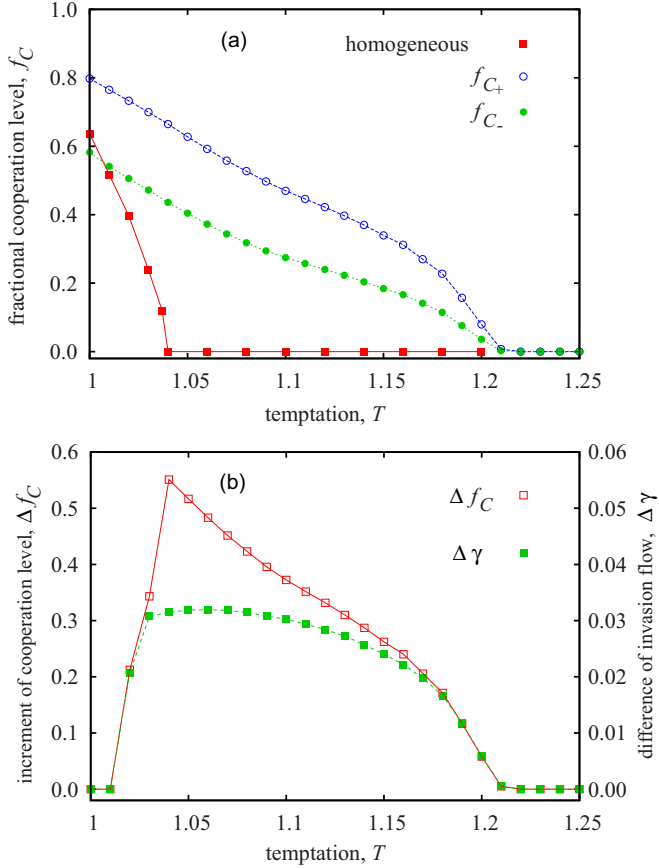 (a)
fractional cooperation level, f_C
1.0
0.8
0.6
0.4
0.2
0.0
homogeneous
f_{C+}
f_{C-}
1
1.05
1.1
1.15
1.2
1.25
temptation, T
(b)
increment of cooperation level, Δf_C
0.6
0.5
0.4
0.3
0.2
0.1
0.0
Δ f_C
Δ γ
0.06
0.05
0.04
0.03
0.02
0.01
0.00
difference of invasion flow, Δ γ
1
1.05
1.1
1.15
1.2
1.25
temptation, T